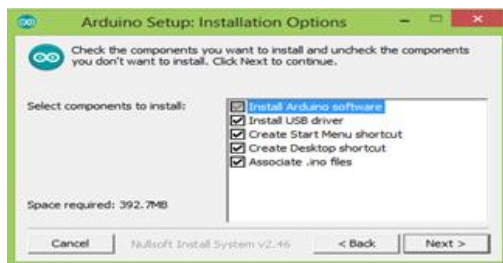 Arduino Setup: Installation Options
Check the components you want to install and uncheck the components
you don't want to install. Click Next to continue.
Select components to install:
Install Arduino software
Install USB driver
Create Start Menu shortcut
Create Desktop shortcut
Associate .ino files
Space required: 392.7MB
Cancel
Nullsoft Install System v2.46
< Back
Next >